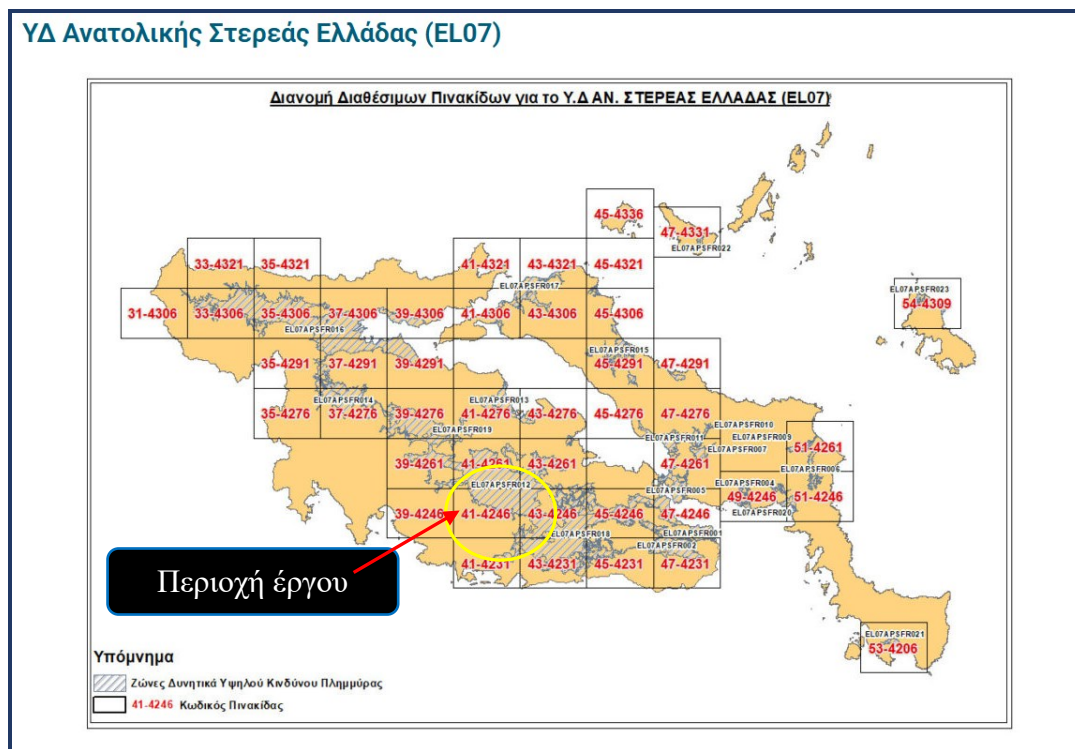 ΥΔ Ανατολικής Στερεάς Ελλάδας (EL07)
Διανομή Διαθέσιμων Πινακίδων για το Υ.Δ ΑΝ. ΣΤΕΡΕΑΣ ΕΛΛΑΔΑΣ (EL07)
45-4336
47-4331
EL07APSFR022
33-4321 35-4321 41-4321 43-4321 45-4321
EL07APSFR017
EL07APSFR023
54-4309
31-4306 33-4306 35-4306 37-4306 39-4306 41-4306 43-4306 45-4306
EL07APSFR016
EL07APSFR015
35-4291 37-4291 39-4291 45-4291 47-4291
EL07APSFR014 EL07APSFR013
35-4276 37-4276 39-4276 41-4276 43-4276 45-4276 47-4276
EL07APSFR019 EL07APSFR010
EL07APSFR011 EL07APSFR009
EL07APSFR007
39-4261 41-4261 43-4261 47-4261 51-4261
EL07APSFR006
EL07APSFR012 EL07APSFR005 EL07APSFR004
39-4246 41-4246 43-4246 45-4246 47-4246 49-4246 51-4246
EL07APSFR018 EL07APSFR001 EL07APSFR020
EL07APSFR002
41-4231 43-4231 45-4231 47-4231
Περιοχή έργου
EL07APSFR021
53-4206
Υπόμνημα
Ζώνες Δυνητικά Υψηλού Κινδύνου Πλημμύρας
41-4246 Κωδικός Πινακίδας